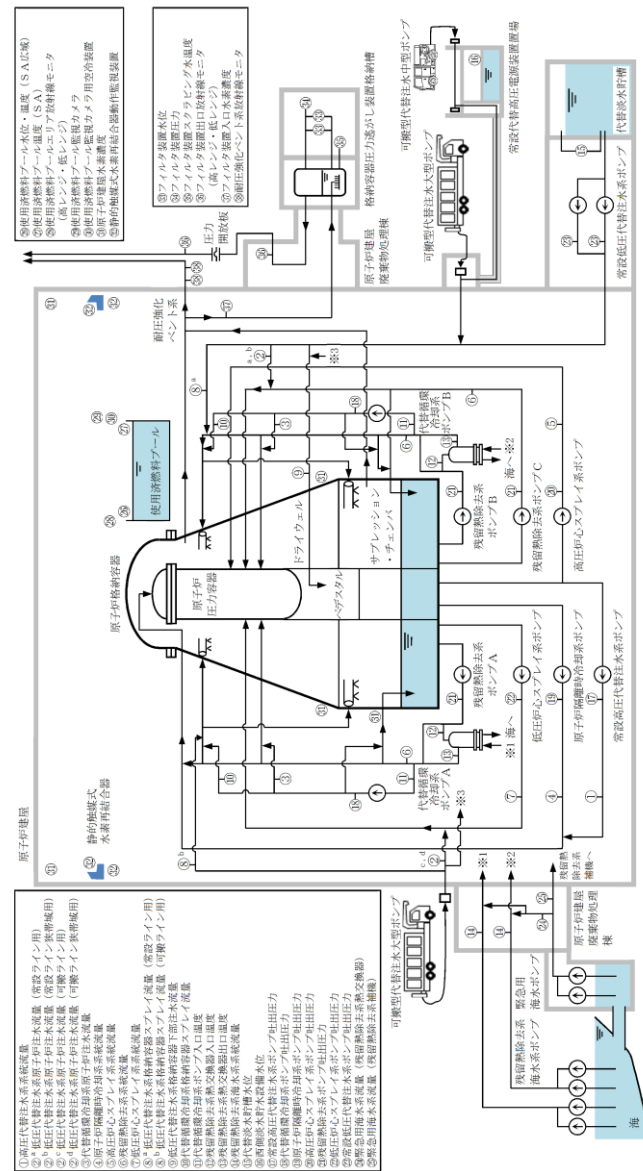 ①高圧代替注水系系統流量
②ᵃ低圧代替注水系原子炉注水流量（常設ライン用）
②ᵇ低圧代替注水系原子炉注水流量（常設ライン狭帯域用）
②ᶜ低圧代替注水系原子炉注水流量（可搬ライン用）
②ᵈ低圧代替注水系原子炉注水流量（可搬ライン狭帯域用）
③代替循環冷却系原子炉注水流量
④原子炉隔離時冷却系系統流量
⑤高圧炉心スプレイ系系統流量
⑥残留熱除去系系統流量
⑦低圧炉心スプレイ系系統流量
⑧ᵃ低圧代替注水系格納容器スプレイ流量（常設ライン用）
⑧ᵇ低圧代替注水系格納容器スプレイ流量（可搬ライン用）
⑨低圧代替注水系格納容器下部注水流量
⑩代替循環冷却系格納容器スプレイ流量
⑪代替循環冷却系ポンプ入口温度
⑫残留熱除去系熱交換器入口温度
⑬残留熱除去系熱交換器出口温度
⑭残留熱除去系海水系系統流量
⑮代替淡水貯槽水位
⑯西側淡水貯水設備水位
⑰常設高圧代替注水系ポンプ吐出圧力
⑱代替循環冷却系ポンプ吐出圧力
⑲原子炉隔離時冷却系ポンプ吐出圧力
⑳高圧炉心スプレイ系ポンプ吐出圧力
㉑残留熱除去系ポンプ吐出圧力
㉒低圧炉心スプレイ系ポンプ吐出圧力
㉓常設低圧代替注水系ポンプ吐出圧力
㉔緊急用海水系流量（残留熱除去系熱交換器）
㉕緊急用海水系流量（残留熱除去系補機）
㉖使用済燃料プール水位・温度（ＳＡ広域）
㉗使用済燃料プール温度（ＳＡ）
㉘使用済燃料プールエリア放射線モニタ
（高レンジ・低レンジ）
㉙使用済燃料プール監視カメラ
㉚使用済燃料プール監視カメラ用空冷装置
㉛原子炉建屋水素濃度
㉜静的触媒式水素再結合器動作監視装置
㉝フィルタ装置水位
㉞フィルタ装置圧力
㉟フィルタ装置スクラビング水温度
㊱フィルタ装置出口放射線モニタ
（高レンジ・低レンジ）
㊲フィルタ装置入口水素濃度
㊳耐圧強化ベント系放射線モニタ
原子炉建屋
静的触媒式
水素再結合器
原子炉格納容器
使用済燃料プール
原子炉
圧力容器
ドライウェル
ペデスタル
サプレッション
・チェンバ
耐圧強化
ベント系
圧力
開放板
格納容器圧力逃がし装置格納槽
原子炉建屋
廃棄物処理棟
可搬型代替注水中型ポンプ
可搬型代替注水大型ポンプ
常設代替高圧電源装置置場
代替淡水貯槽
常設低圧代替注水系ポンプ
代替循環
冷却系
ポンプA
代替循環
冷却系
ポンプB
残留熱除去系
ポンプA
残留熱除去系
ポンプB
残留熱除去系ポンプC
低圧炉心スプレイ系ポンプ
高圧炉心スプレイ系ポンプ
原子炉隔離時冷却系ポンプ
常設高圧代替注水系ポンプ
※1 海へ
海へ ※2
※3
※3
※1
※2
残留熱除去系
補機へ
可搬型代替注水大型ポンプ
原子炉建屋
廃棄物処理
棟
残留熱除去系
海水系ポンプ
緊急用
海水ポンプ
海